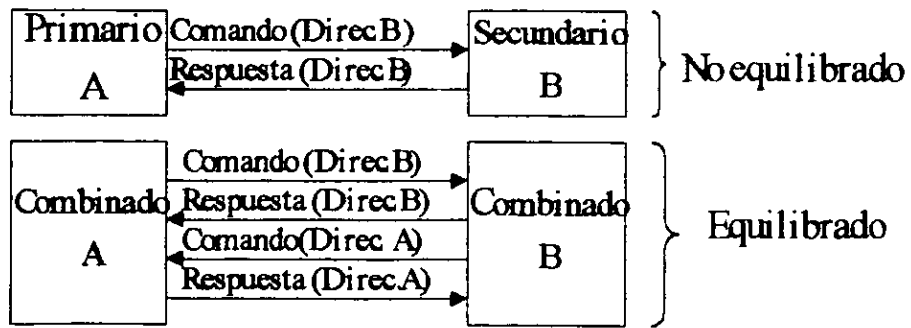 Primario
A
Comando (Direc B)
Respuesta (Direc B)
Secundario
B
No equilibrado
Combinado
A
Comando (Direc B)
Respuesta (Direc B)
Comando(Direc A)
Respuesta (Direc.A)
Combinado
B
Equilibrado